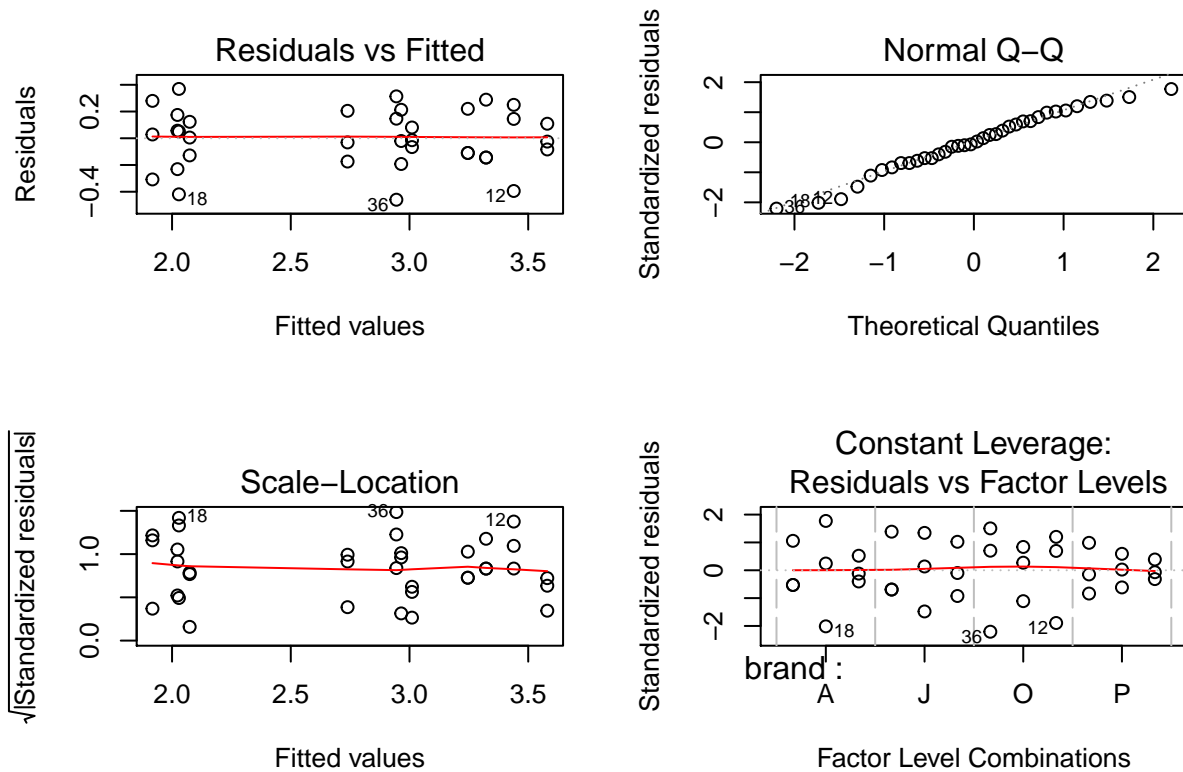 Residuals vs Fitted
Residuals
0.2
−0.4
18
36
12
2.0 2.5 3.0 3.5
Fitted values
Normal Q−Q
Standardized residuals
2
0
−2
36
18
12
−2 −1 0 1 2
Theoretical Quantiles
Scale−Location
√|Standardized residuals|
1.0
0.0
18
36
12
2.0 2.5 3.0 3.5
Fitted values
Constant Leverage:
Residuals vs Factor Levels
Standardized residuals
2
0
−2
18
36
12
brand :
A J O P
Factor Level Combinations